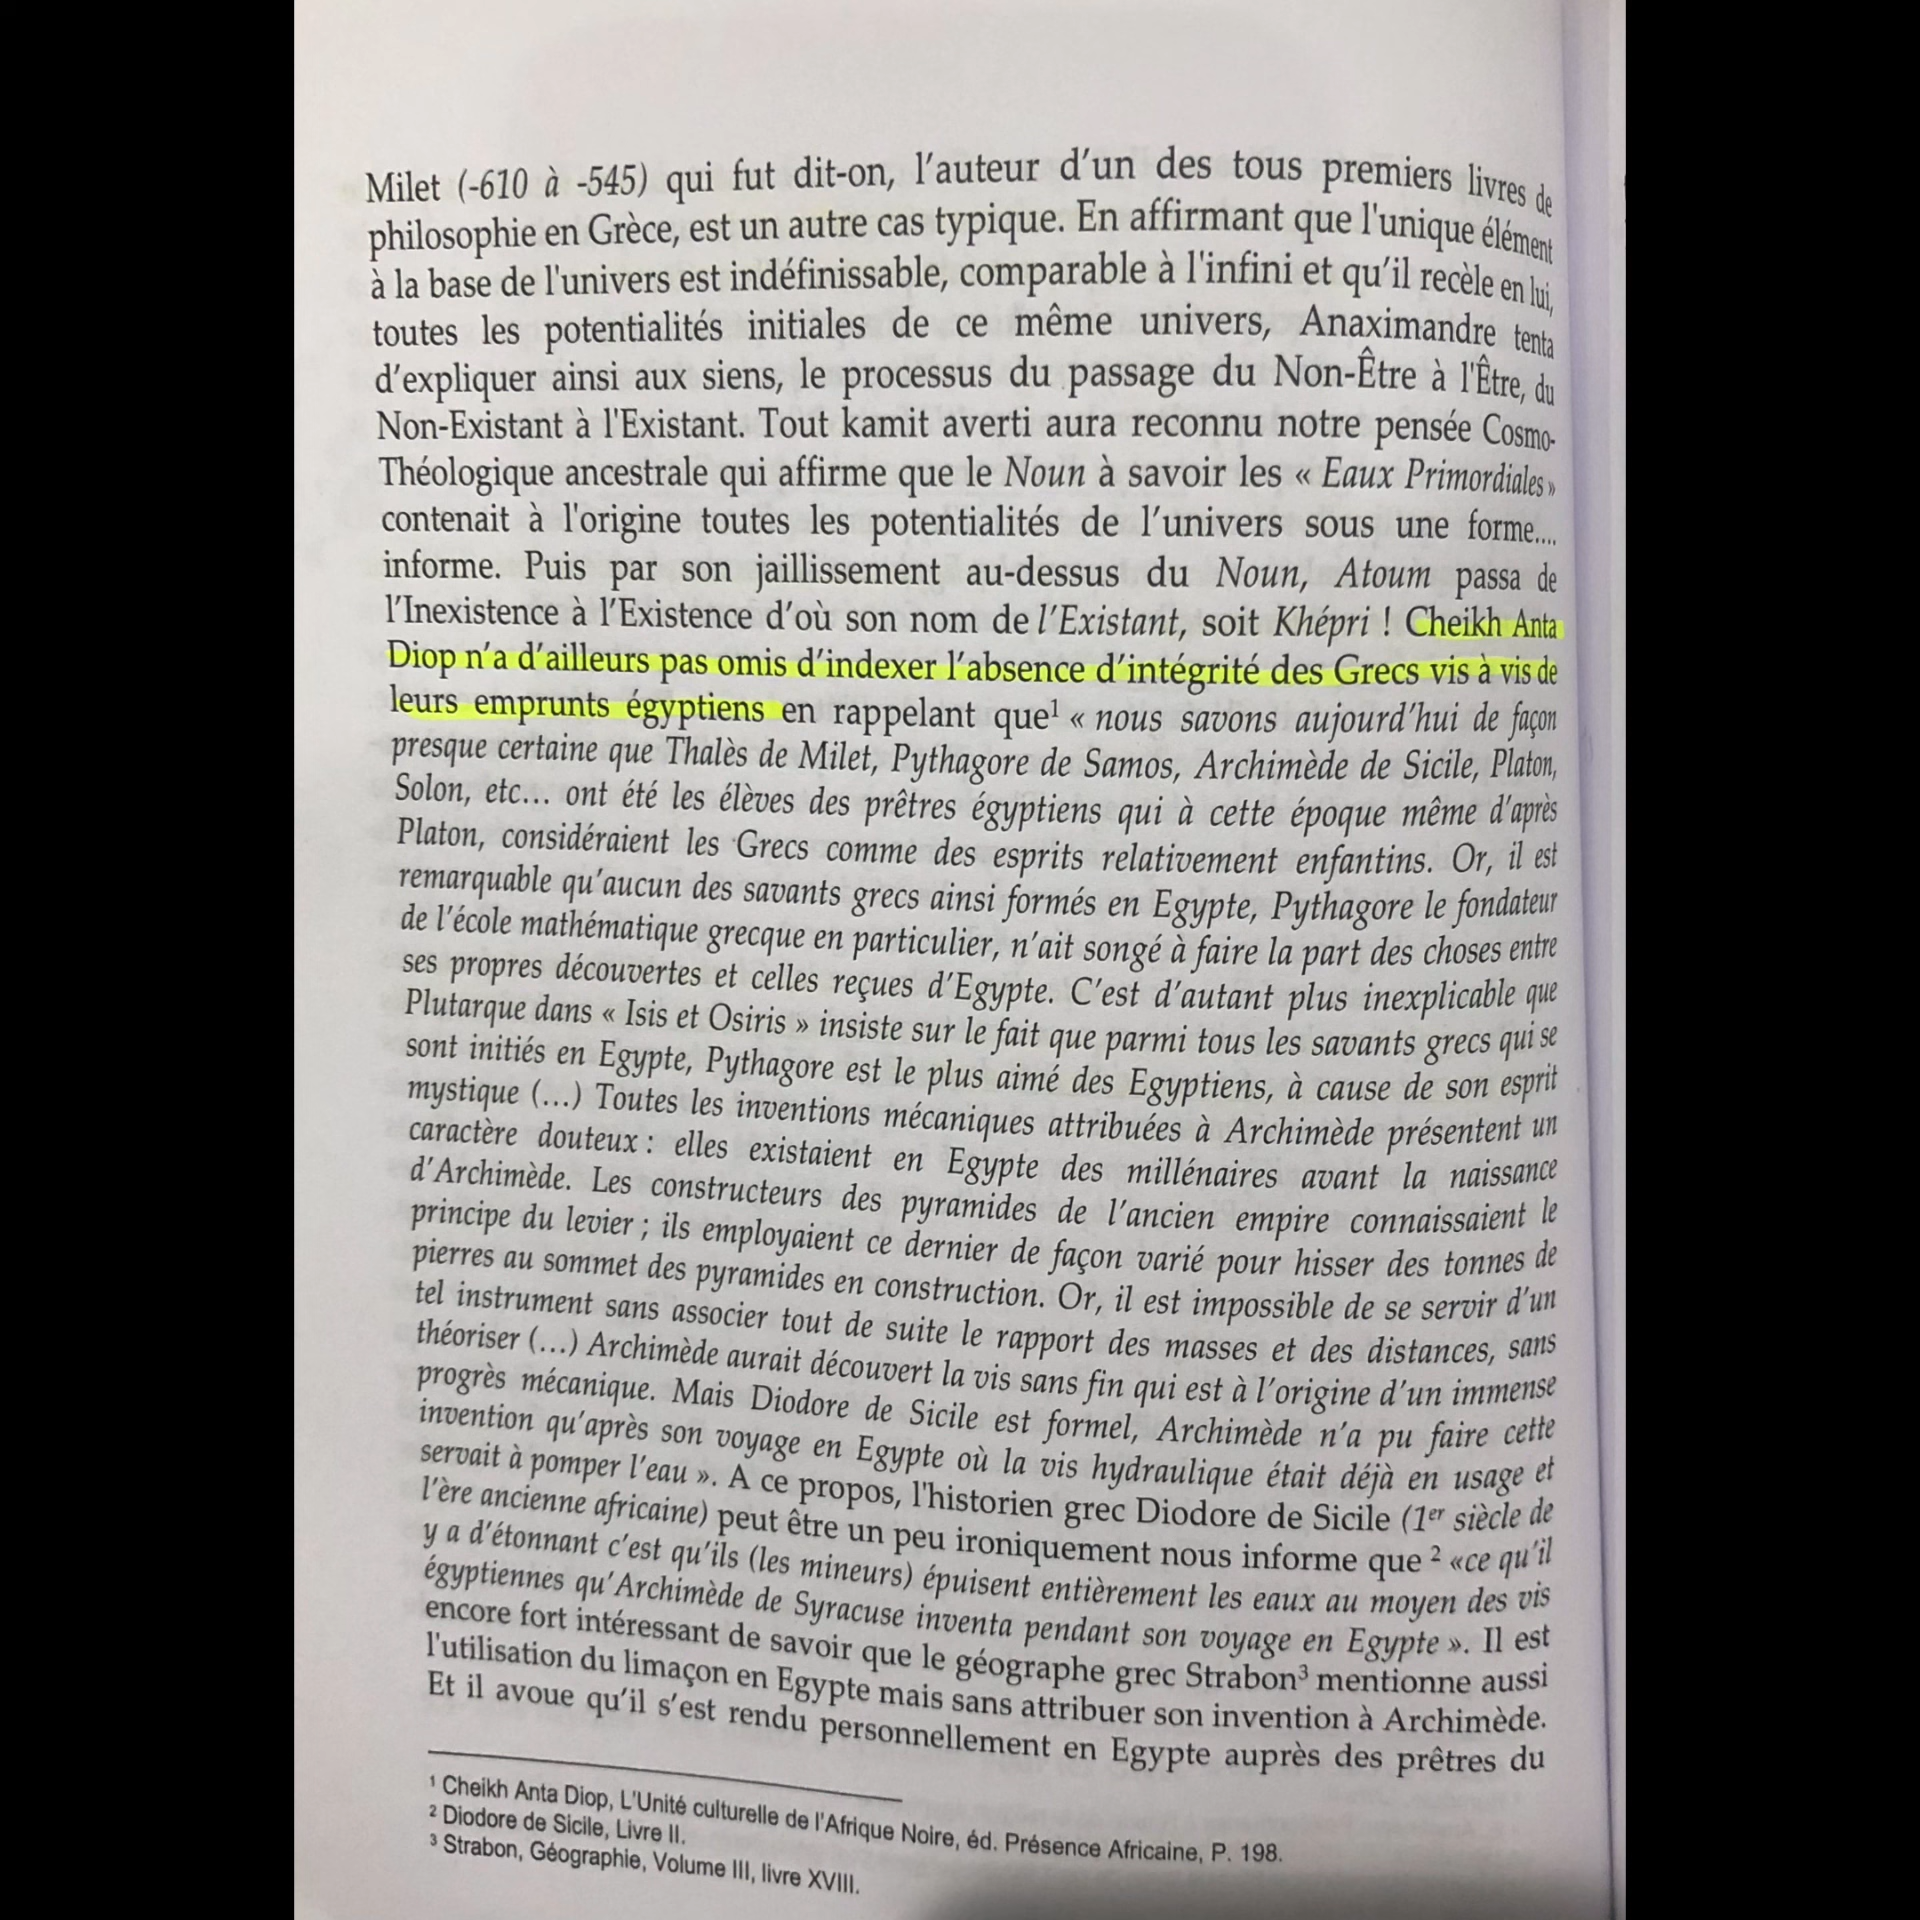 Milet (-610 à -545) qui fut dit-on, l'auteur d'un des tous premiers livres de
philosophie en Grèce, est un autre cas typique. En affirmant que l'unique élément
à la base de l'univers est indéfinissable, comparable à l'infini et qu'il recèle en lui,
toutes les potentialités initiales de ce même univers, Anaximandre tenta
d'expliquer ainsi aux siens, le processus du passage du Non-Être à l'Être, du
Non-Existant à l'Existant. Tout kamit averti aura reconnu notre pensée Cosmo-
Théologique ancestrale qui affirme que le Noun à savoir les « Eaux Primordiales »
contenait à l'origine toutes les potentialités de l'univers sous une forme....
informe. Puis par son jaillissement au-dessus du Noun, Atoum passa de
l'Inexistence à l'Existence d'où son nom de l'Existant, soit Khépri ! Cheikh Anta
Diop n'a d'ailleurs pas omis d'indexer l'absence d'intégrité des Grecs vis à vis de
leurs emprunts égyptiens en rappelant que¹ « nous savons aujourd'hui de façon
presque certaine que Thalès de Milet, Pythagore de Samos, Archimède de Sicile, Platon,
Solon, etc... ont été les élèves des prêtres égyptiens qui à cette époque même d'après
Platon, considéraient les Grecs comme des esprits relativement enfantins. Or, il est
remarquable qu'aucun des savants grecs ainsi formés en Egypte, Pythagore le fondateur
de l'école mathématique grecque en particulier, n'ait songé à faire la part des choses entre
ses propres découvertes et celles reçues d'Egypte. C'est d'autant plus inexplicable que
Plutarque dans « Isis et Osiris » insiste sur le fait que parmi tous les savants grecs qui se
sont initiés en Egypte, Pythagore est le plus aimé des Egyptiens, à cause de son esprit
mystique (...) Toutes les inventions mécaniques attribuées à Archimède présentent un
caractère douteux : elles existaient en Egypte des millénaires avant la naissance
d'Archimède. Les constructeurs des pyramides de l'ancien empire connaissaient le
principe du levier ; ils employaient ce dernier de façon varié pour hisser des tonnes de
pierres au sommet des pyramides en construction. Or, il est impossible de se servir d'un
tel instrument sans associer tout de suite le rapport des masses et des distances, sans
théoriser (...) Archimède aurait découvert la vis sans fin qui est à l'origine d'un immense
progrès mécanique. Mais Diodore de Sicile est formel, Archimède n'a pu faire cette
invention qu'après son voyage en Egypte où la vis hydraulique était déjà en usage et
servait à pomper l'eau ». A ce propos, l'historien grec Diodore de Sicile (1er siècle de
l'ère ancienne africaine) peut être un peu ironiquement nous informe que ² «ce qu'il
y a d'étonnant c'est qu'ils (les mineurs) épuisent entièrement les eaux au moyen des vis
égyptiennes qu'Archimède de Syracuse inventa pendant son voyage en Egypte ». Il est
encore fort intéressant de savoir que le géographe grec Strabon³ mentionne aussi
l'utilisation du limaçon en Egypte mais sans attribuer son invention à Archimède.
Et il avoue qu'il s'est rendu personnellement en Egypte auprès des prêtres du
¹ Cheikh Anta Diop, L'Unité culturelle de l'Afrique Noire, éd. Présence Africaine, P. 198.
² Diodore de Sicile, Livre II.
³ Strabon, Géographie, Volume III, livre XVIII.